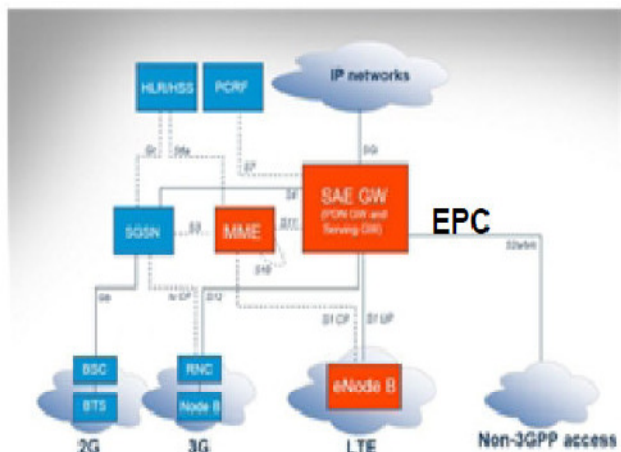 IP networks
HLR/HSS
PCRF
Gr
S6a
S7
SGi
S4
SAE GW
(PDN GW and
Serving GW)
EPC
SGSN
S3
MME
S11
S10
S2a/b/c
Gb
Iu CP
S12
S1 CP
S1 UP
BSC
RNC
eNode B
BTS
Node B
2G
3G
LTE
Non-3GPP access